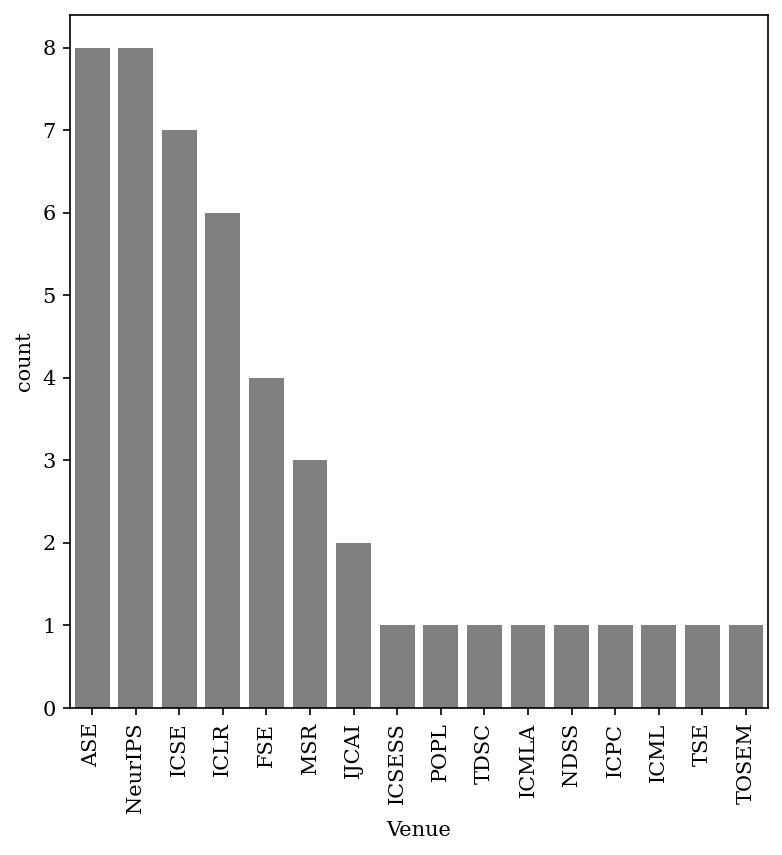 8
7
6
5
4
3
2
1
0
count
ASE
NeurIPS
ICSE
ICLR
FSE
MSR
IJCAI
ICSESS
POPL
TDSC
ICMLA
NDSS
ICPC
ICML
TSE
TOSEM
Venue